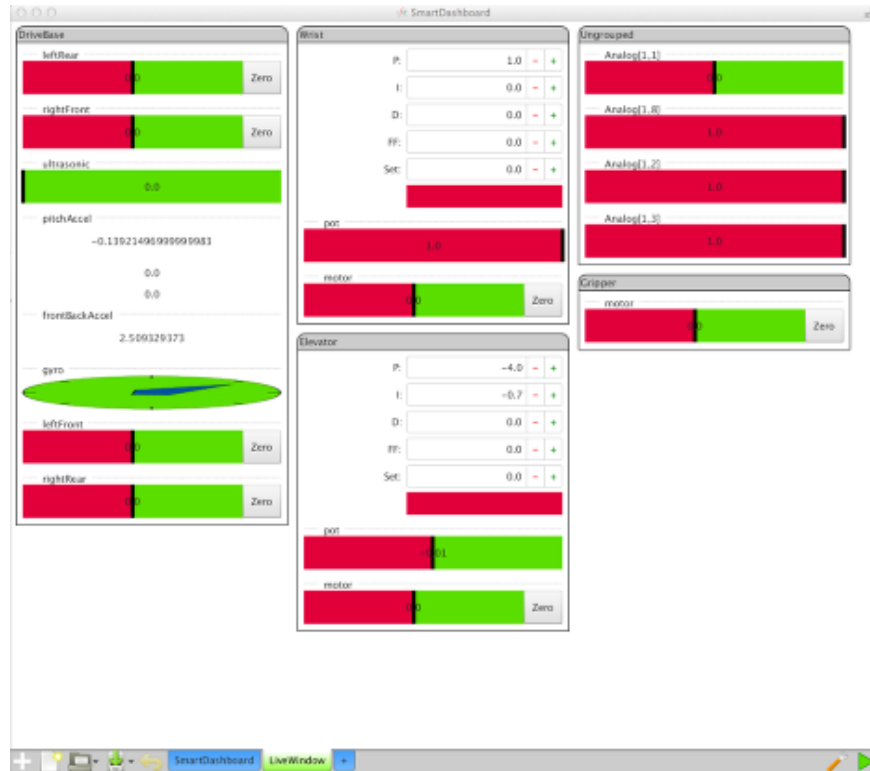 SmartDashboard
DriveBase
leftRear
0.0
Zero
rightFront
0.0
Zero
ultrasonic
0.0
pitchAccel
-0.13921496999999983
0.0
0.0
frontBackAccel
2.509329373
gyro
leftFront
0.0
Zero
rightRear
0.0
Zero
Wrist
P: 1.0 - +
I: 0.0 - +
D: 0.0 - +
FF: 0.0 - +
Set: 0.0 - +
pot
1.0
motor
0.0
Zero
Elevator
P: -4.0 - +
I: -0.7 - +
D: 0.0 - +
FF: 0.0 - +
Set: 0.0 - +
pot
-0.01
motor
0.0
Zero
Ungrouped
Analog[1,1]
0.0
Analog[1,8]
1.0
Analog[1,2]
1.0
Analog[1,3]
1.0
Gripper
motor
0.0
Zero
SmartDashboard LiveWindow +